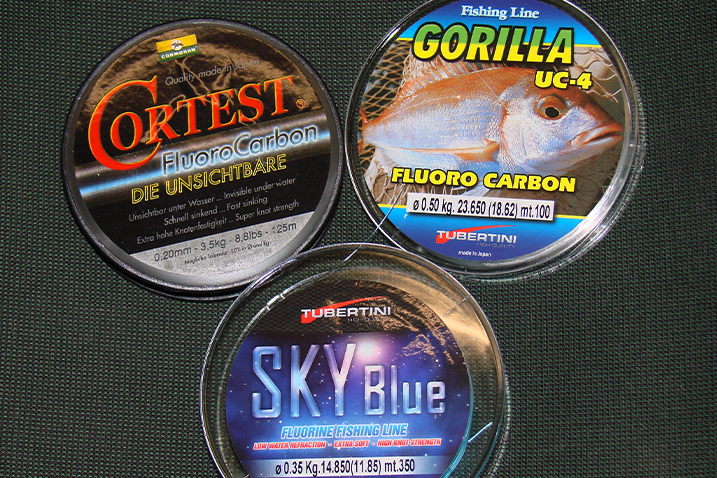 CORMORAN
Quality made in
CORTEST®
FluoroCarbon
DIE UNSICHTBARE
Unsichtbar unter Wasser ... Invisible under water
Schnell sinkend ... Fast sinking
Extra hohe Knotenfestigkeit ... Super knot strength
0.20mm - 3,5kg - 8,8lbs - 125m
Fishing Line
GORILLA
UC-4
FLUORO CARBON
ø 0.50 kg. 23.650 (18.62) mt.100
TUBERTINI
HIGH QUALITY
made in Japan
TUBERTINI
SKY Blue
FLUORINE FISHING LINE
LOW WATER REFRACTION - EXTRA SOFT - HIGH KNOT STRENGTH
ø 0.35 Kg.14.850(11.85) mt.350